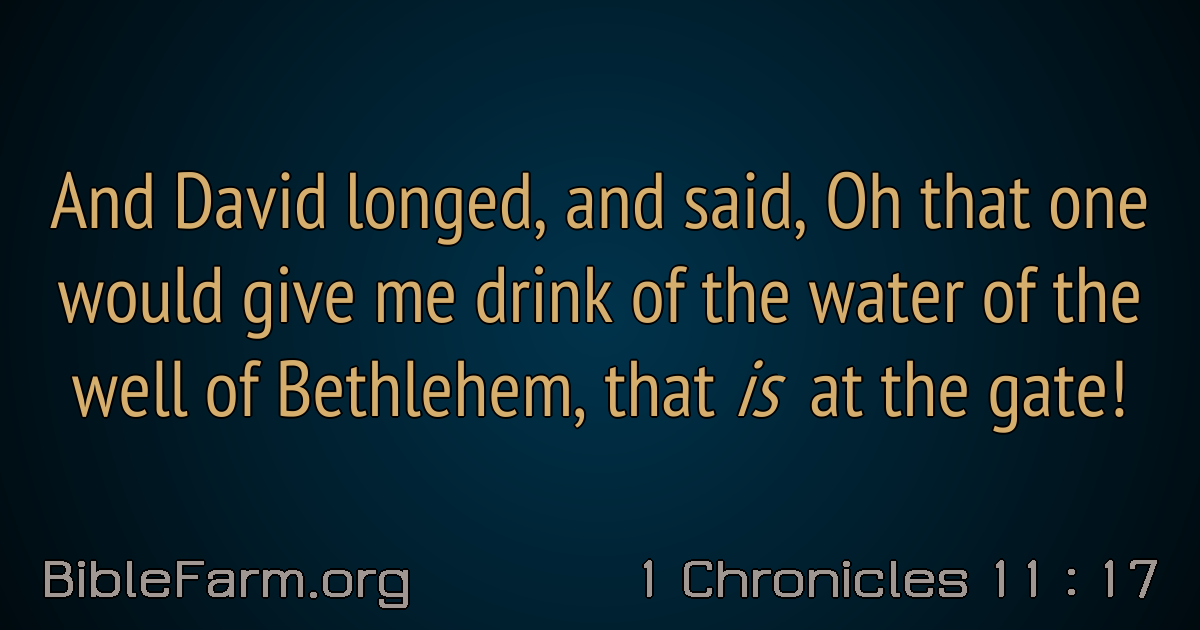 And David longed, and said, Oh that one
would give me drink of the water of the
well of Bethlehem, that is at the gate!
BibleFarm.org
1 Chronicles 11 : 17